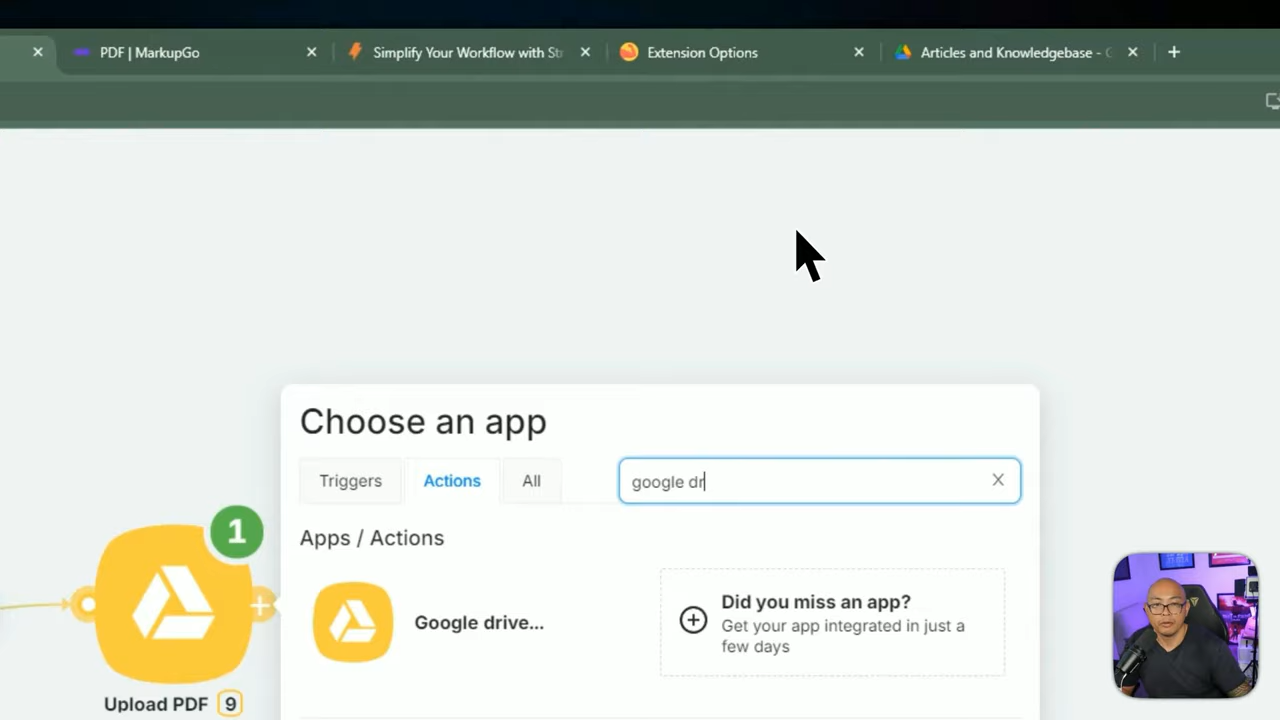 PDF | MarkupGo
Simplify Your Workflow with St
Extension Options
Articles and Knowledgebase -
Choose an app
Triggers
Actions
All
google dr
Apps / Actions
Google drive...
Did you miss an app?
Get your app integrated in just a
few days
1
Upload PDF 9